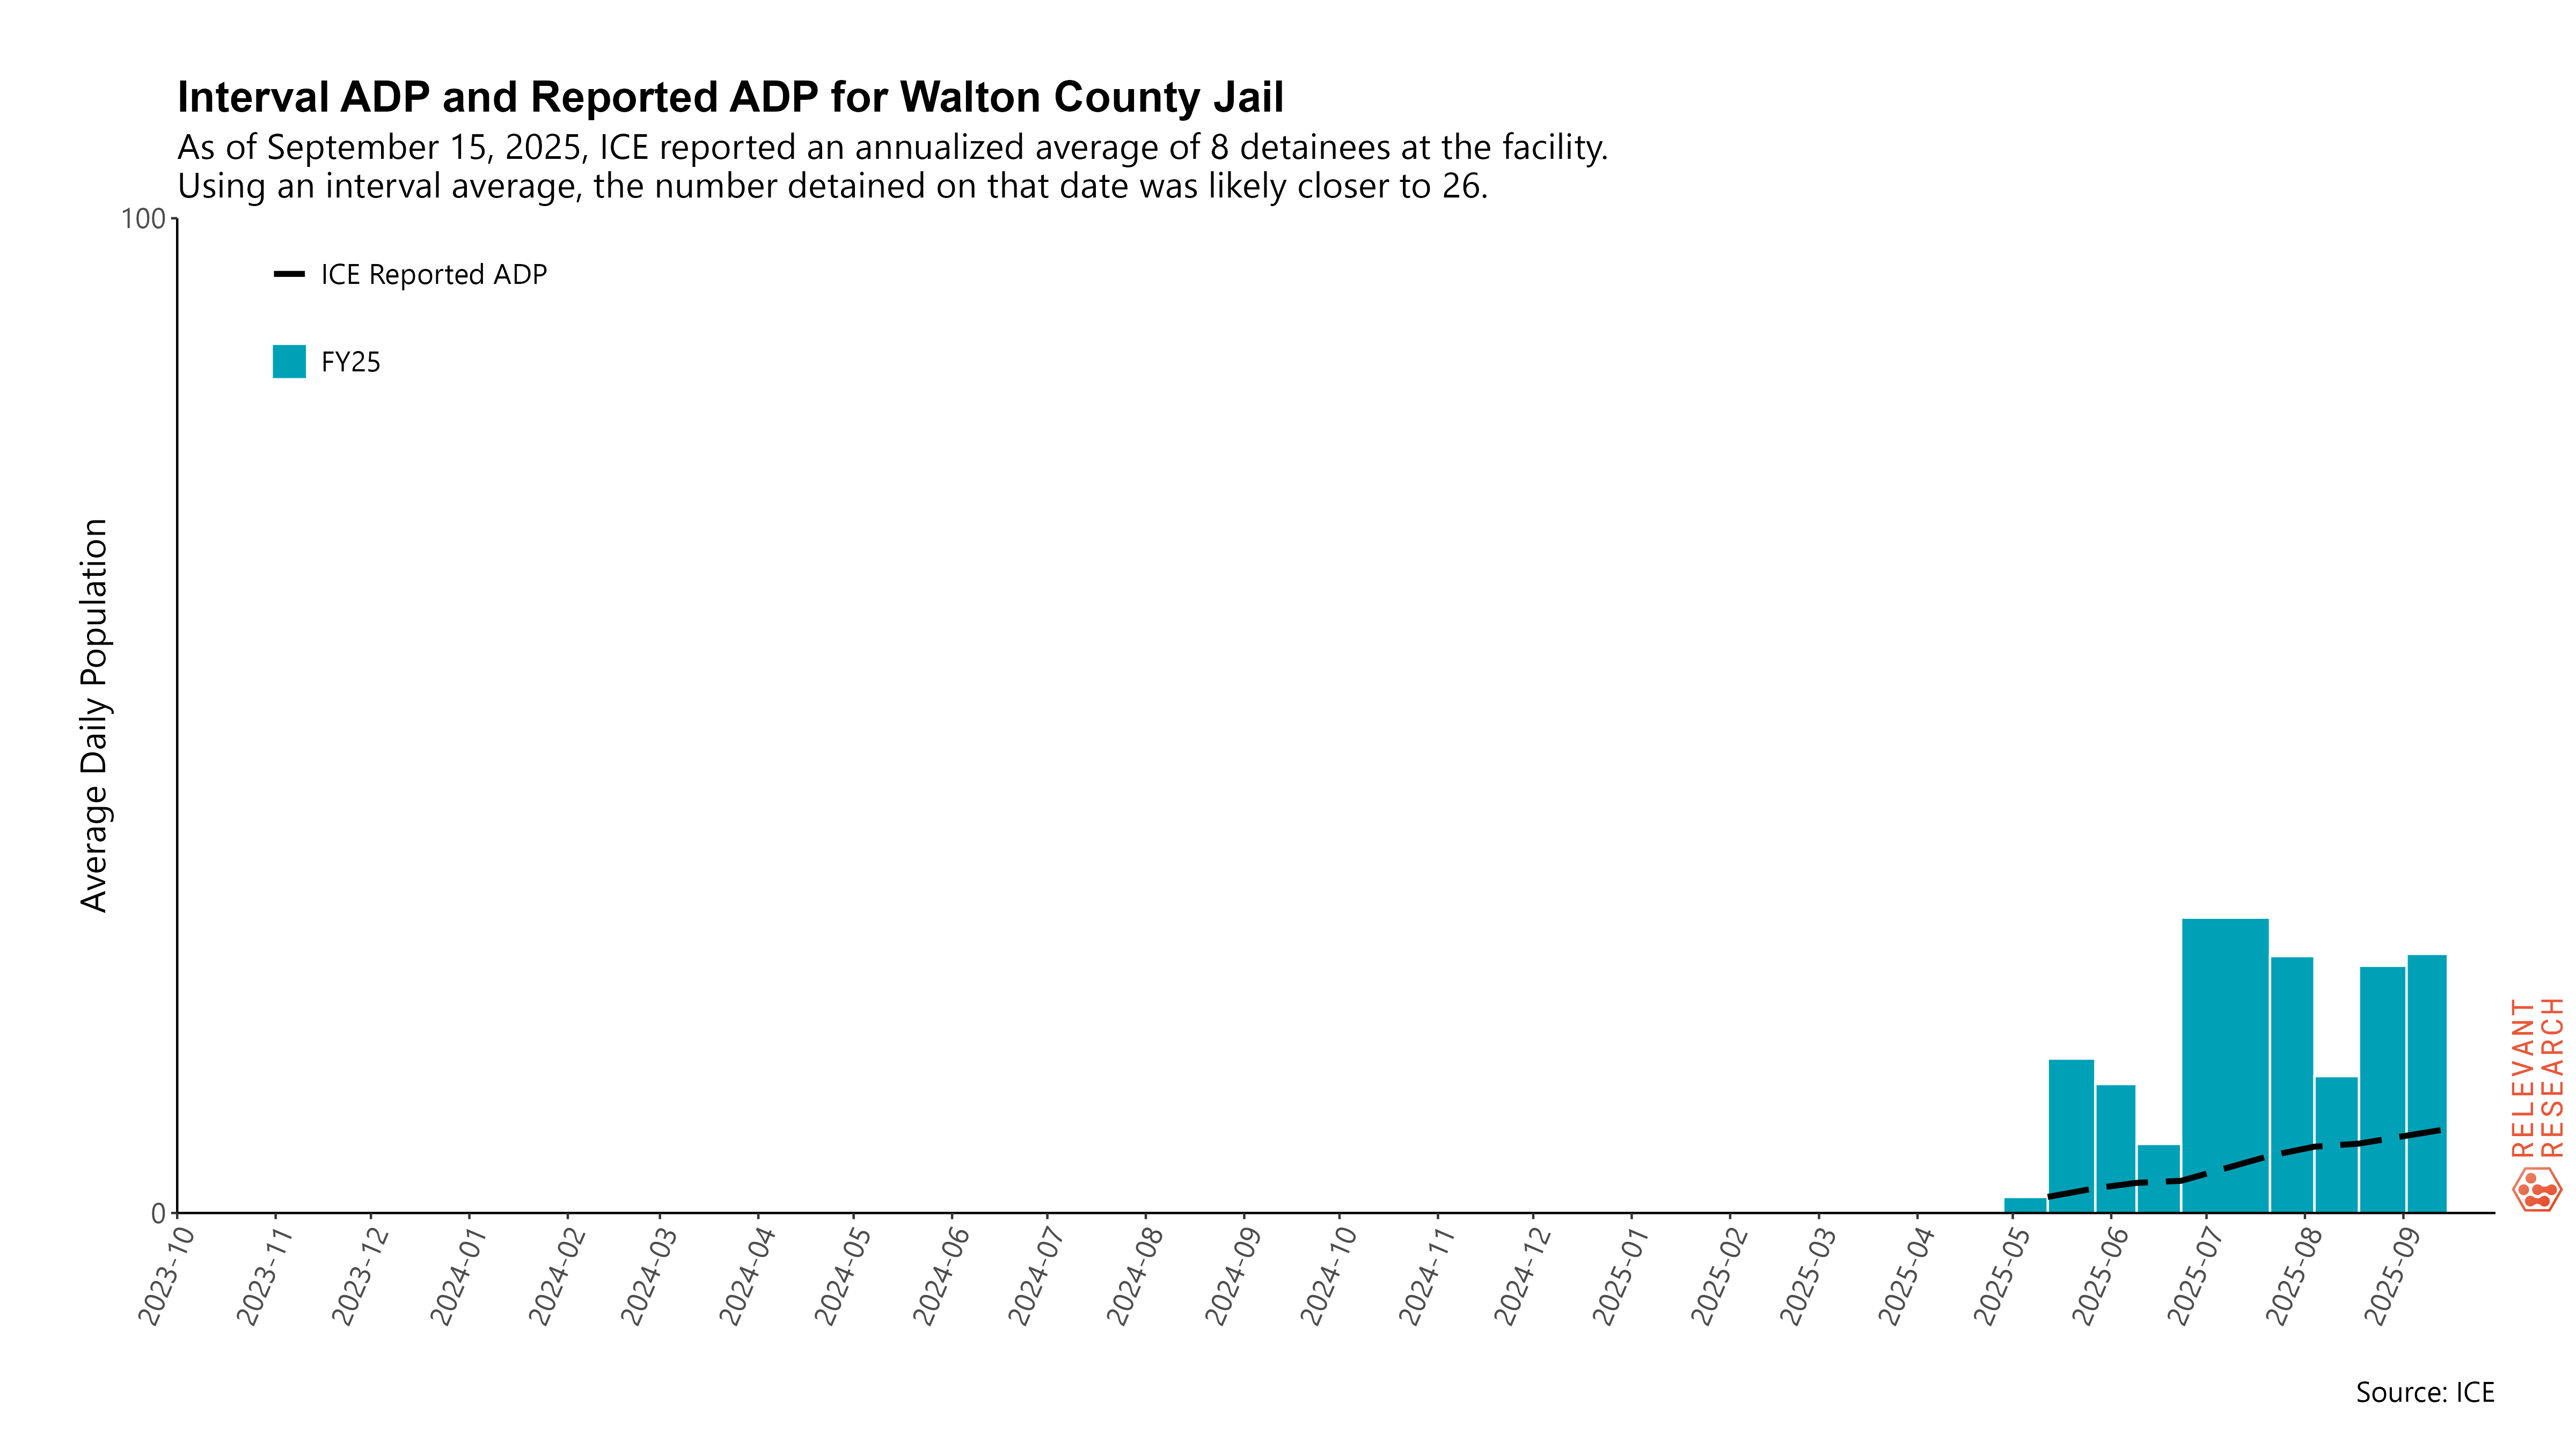 Interval ADP and Reported ADP for Walton County Jail
As of September 15, 2025, ICE reported an annualized average of 8 detainees at the facility.
Using an interval average, the number detained on that date was likely closer to 26.
100
ICE Reported ADP
FY25
Average Daily Population
0
2023-10
2023-11
2023-12
2024-01
2024-02
2024-03
2024-04
2024-05
2024-06
2024-07
2024-08
2024-09
2024-10
2024-11
2024-12
2025-01
2025-02
2025-03
2025-04
2025-05
2025-06
2025-07
2025-08
2025-09
RELEVANT
RESEARCH
Source: ICE